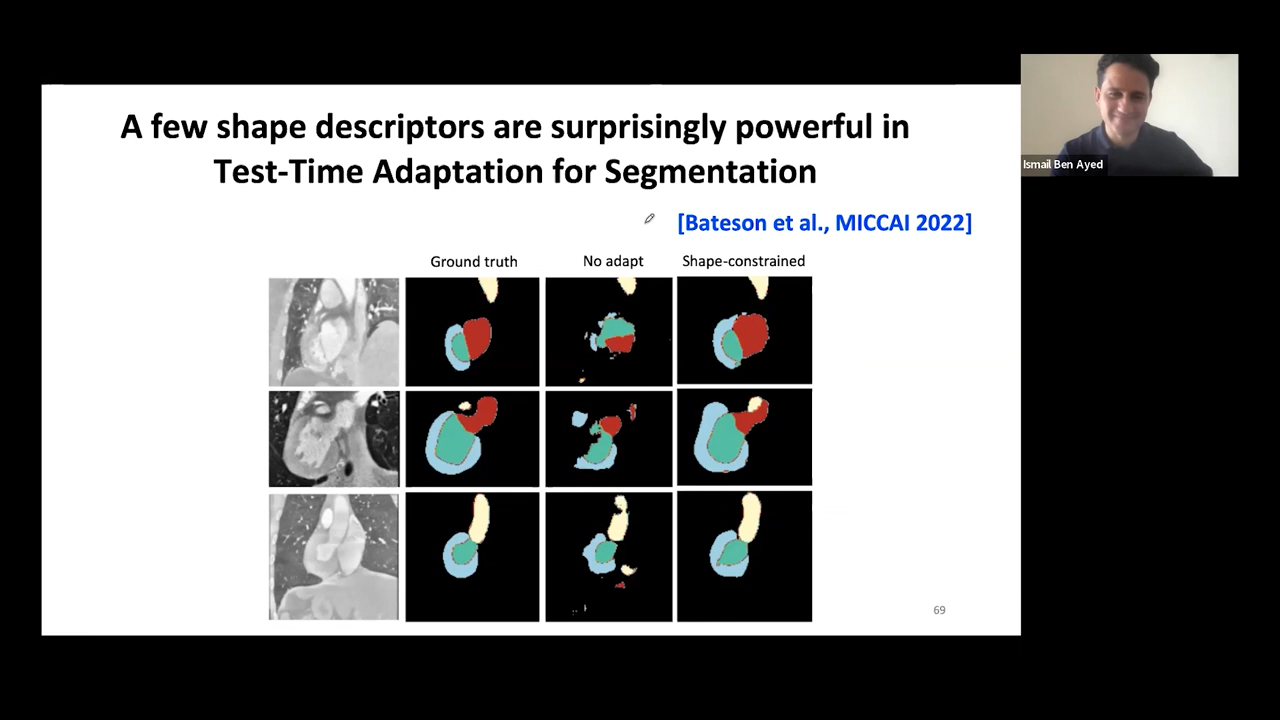 A few shape descriptors are surprisingly powerful in
Test-Time Adaptation for Segmentation
[Bateson et al., MICCAI 2022]
Ground truth
No adapt
Shape-constrained
69
Ismail Ben Ayed